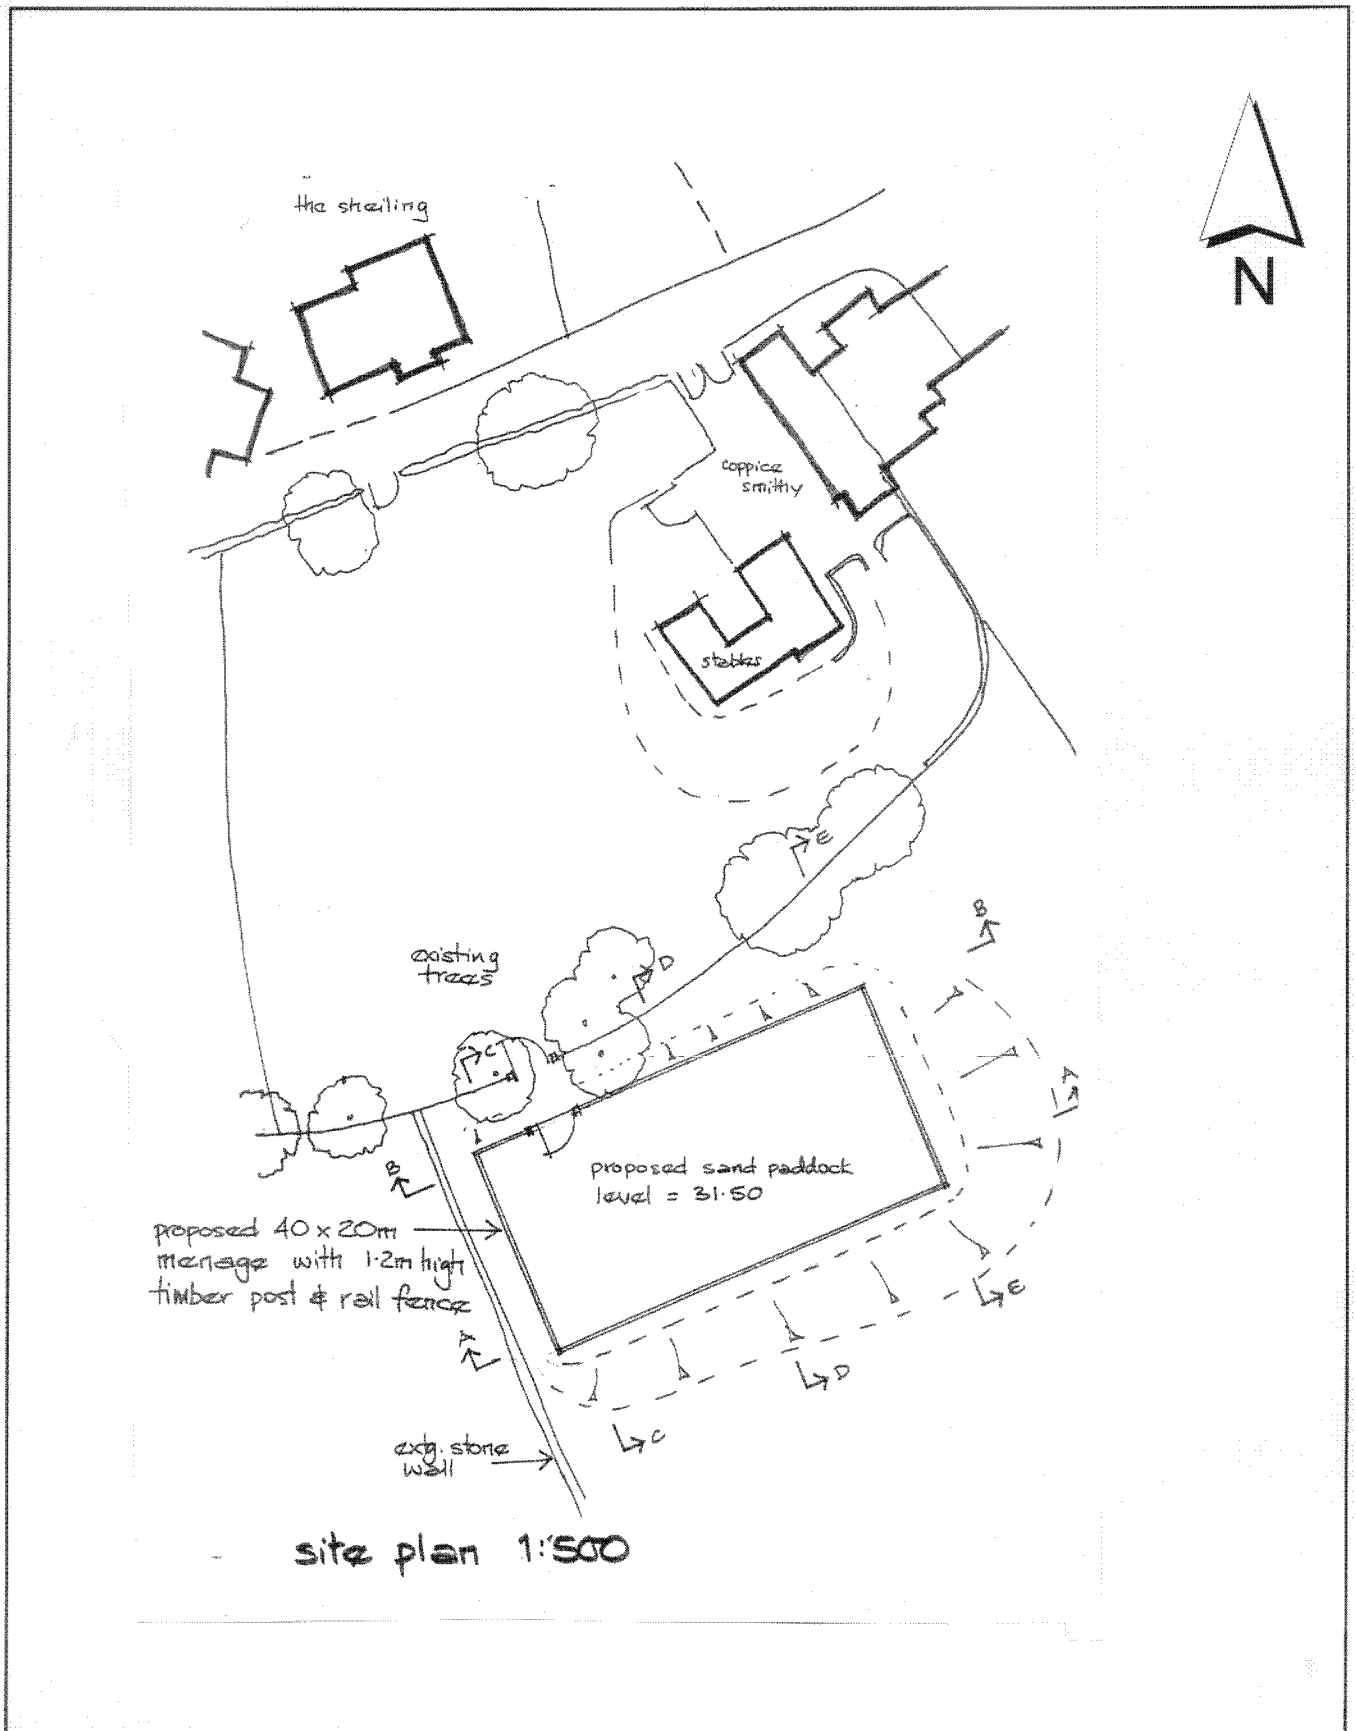 N
the sheiling
coppice
smithy
stables
E
B
existing
trees
D
C
A
B
proposed sand paddock
level = 31·50
proposed 40 x 20m
menage with 1·2m high
timber post & rail fence
E
A
D
C
extg. stone
wall
site plan 1:500